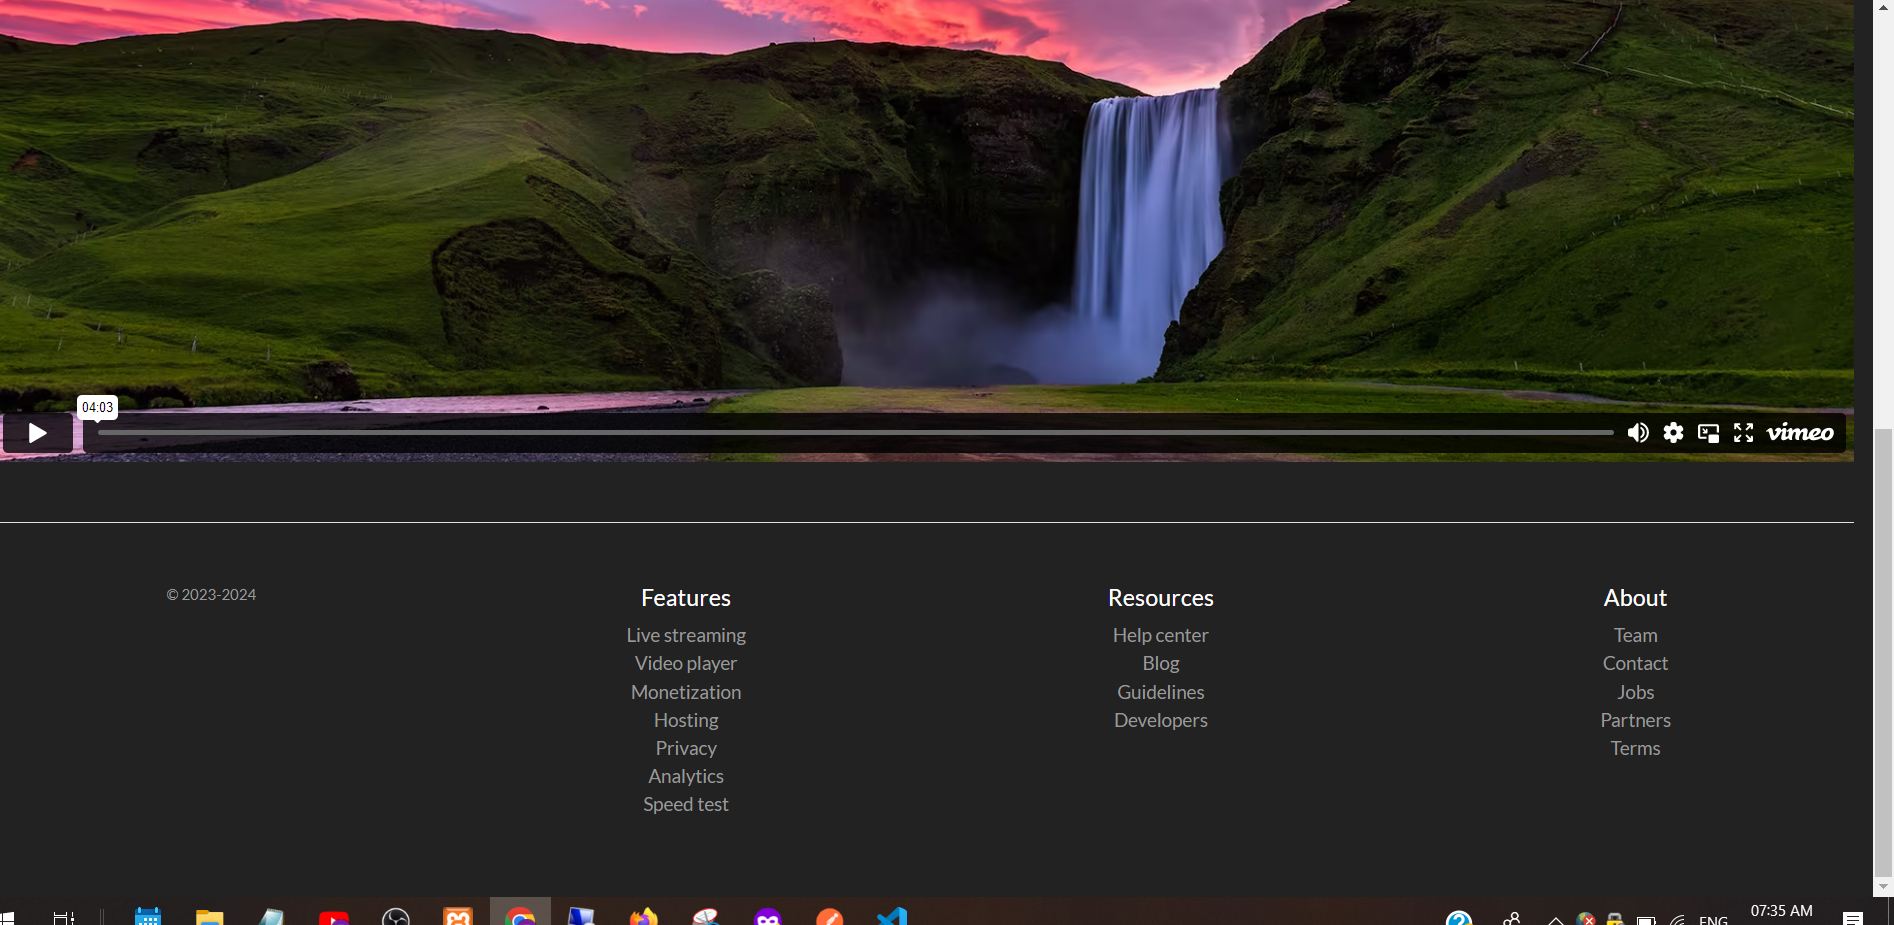 04:03
vimeo
© 2023-2024
Features
Live streaming
Video player
Monetization
Hosting
Privacy
Analytics
Speed test
Resources
Help center
Blog
Guidelines
Developers
About
Team
Contact
Jobs
Partners
Terms
ENG
07:35 AM